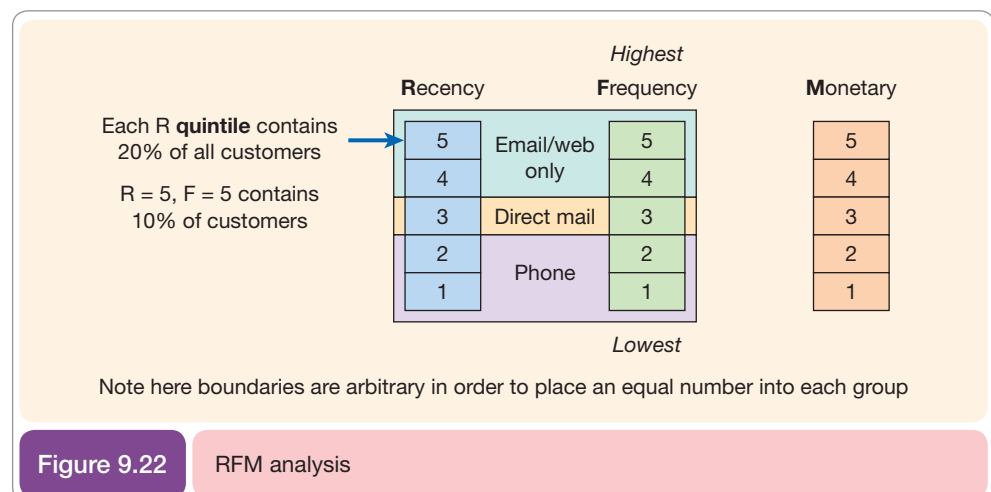 Highest
Recency
Frequency
Monetary
Each R quintile contains
20% of all customers
R = 5, F = 5 contains
10% of customers
5
4
3
2
1
Email/web
only
Direct mail
Phone
5
4
3
2
1
5
4
3
2
1
Lowest
Note here boundaries are arbitrary in order to place an equal number into each group
Figure 9.22
RFM analysis